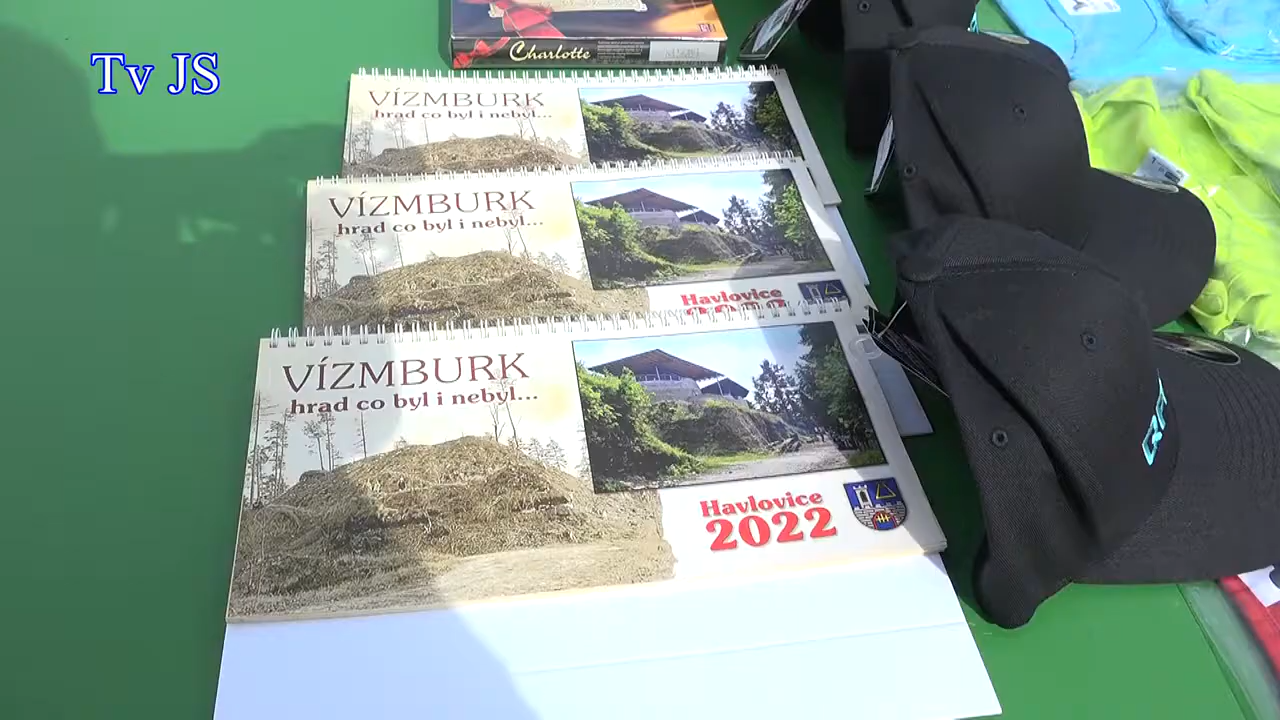 Tv JS
Charlotte
VÍZMBURK
hrad co byl i nebyl...
VÍZMBURK
hrad co byl i nebyl...
Havlovice
VÍZMBURK
hrad co byl i nebyl...
Havlovice
2022